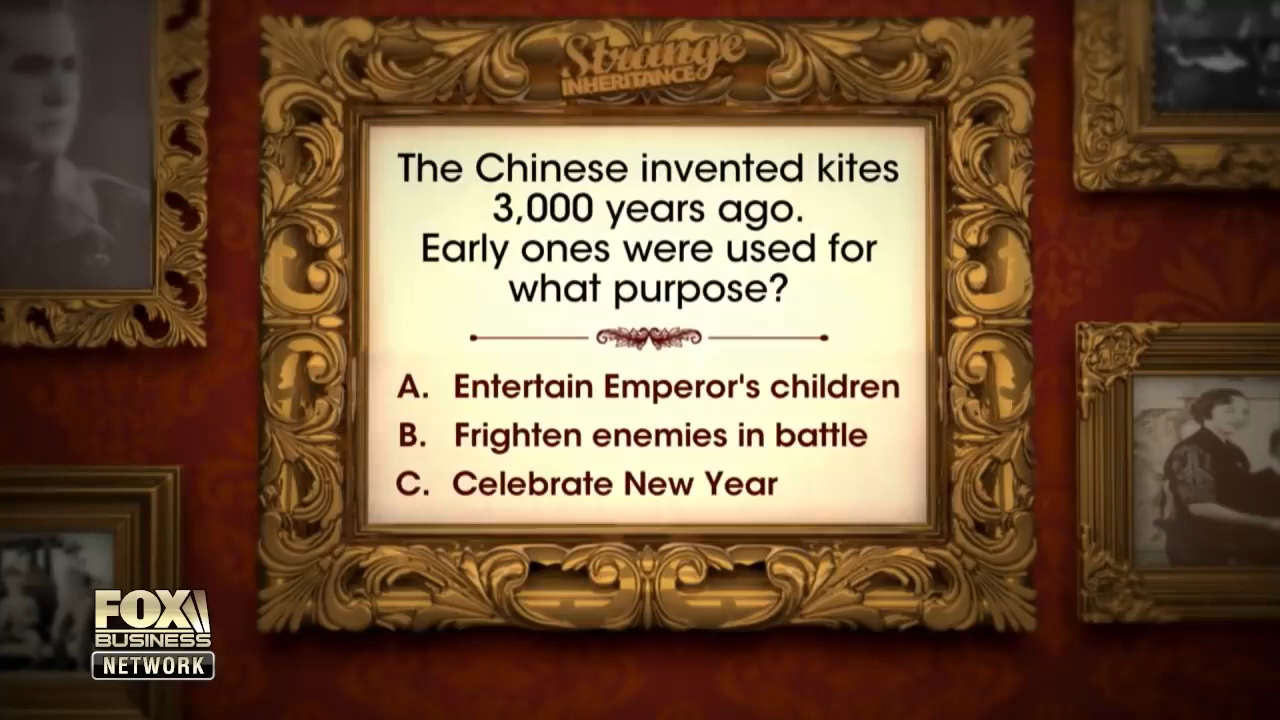 Strange
INHERITANCE
The Chinese invented kites
3,000 years ago.
Early ones were used for
what purpose?
A. Entertain Emperor's children
B. Frighten enemies in battle
C. Celebrate New Year
FOX
BUSINESS
NETWORK